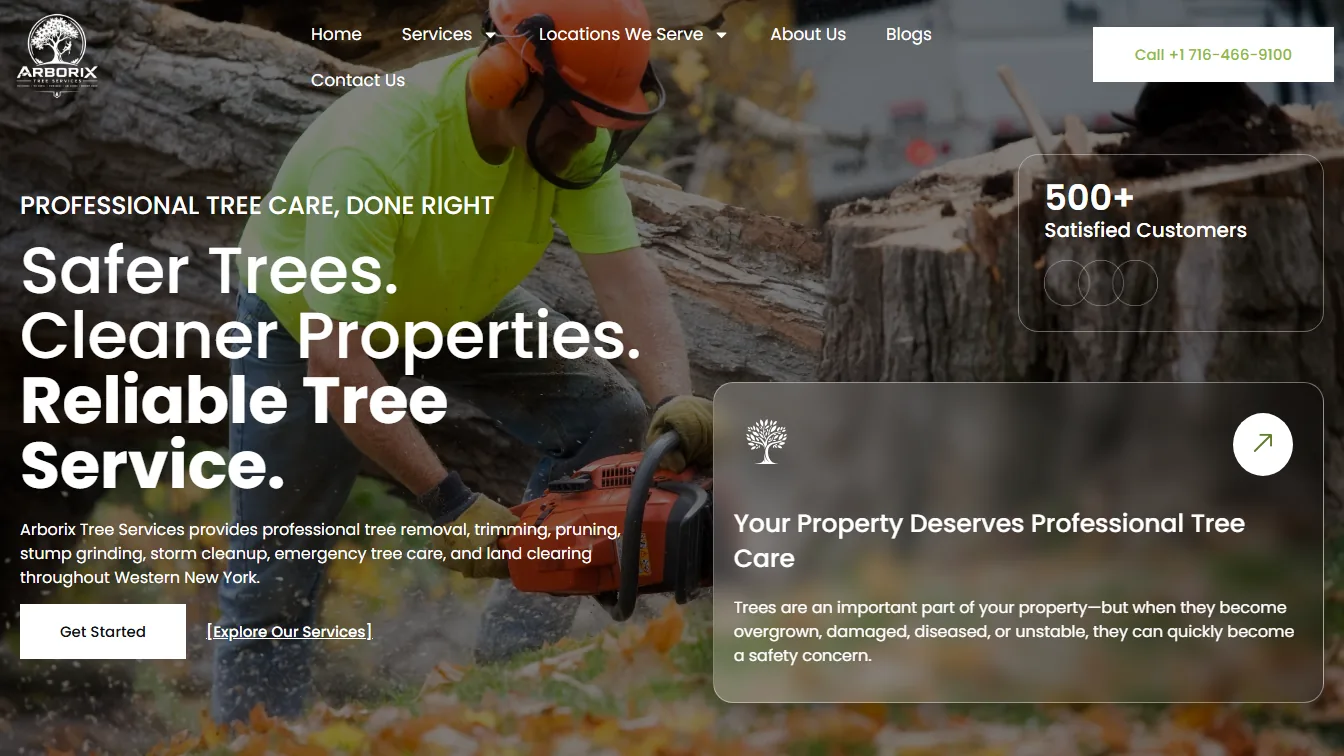 ARBORIX
TREE SERVICES
Home
Services
Locations We Serve
About Us
Blogs
Contact Us
Call +1 716-466-9100
PROFESSIONAL TREE CARE, DONE RIGHT
Safer Trees.
Cleaner Properties.
Reliable Tree
Service.
Arborix Tree Services provides professional tree removal, trimming, pruning,
stump grinding, storm cleanup, emergency tree care, and land clearing
throughout Western New York.
Get Started
[Explore Our Services]
500+
Satisfied Customers
Your Property Deserves Professional Tree
Care
Trees are an important part of your property—but when they become
overgrown, damaged, diseased, or unstable, they can quickly become
a safety concern.